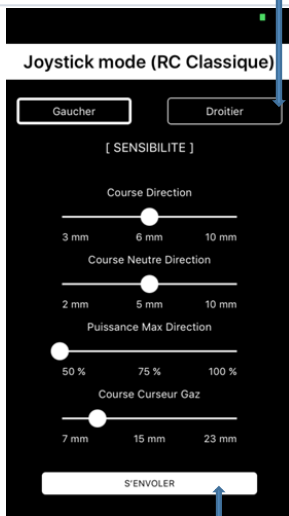 Joystick mode (RC Classique)
Gaucher Droitier
[ SENSIBILITE ]
Course Direction
3 mm 6 mm 10 mm
Course Neutre Direction
2 mm 5 mm 10 mm
Puissance Max Direction
50 % 75 % 100 %
Course Curseur Gaz
7 mm 15 mm 23 mm
S'ENVOLER